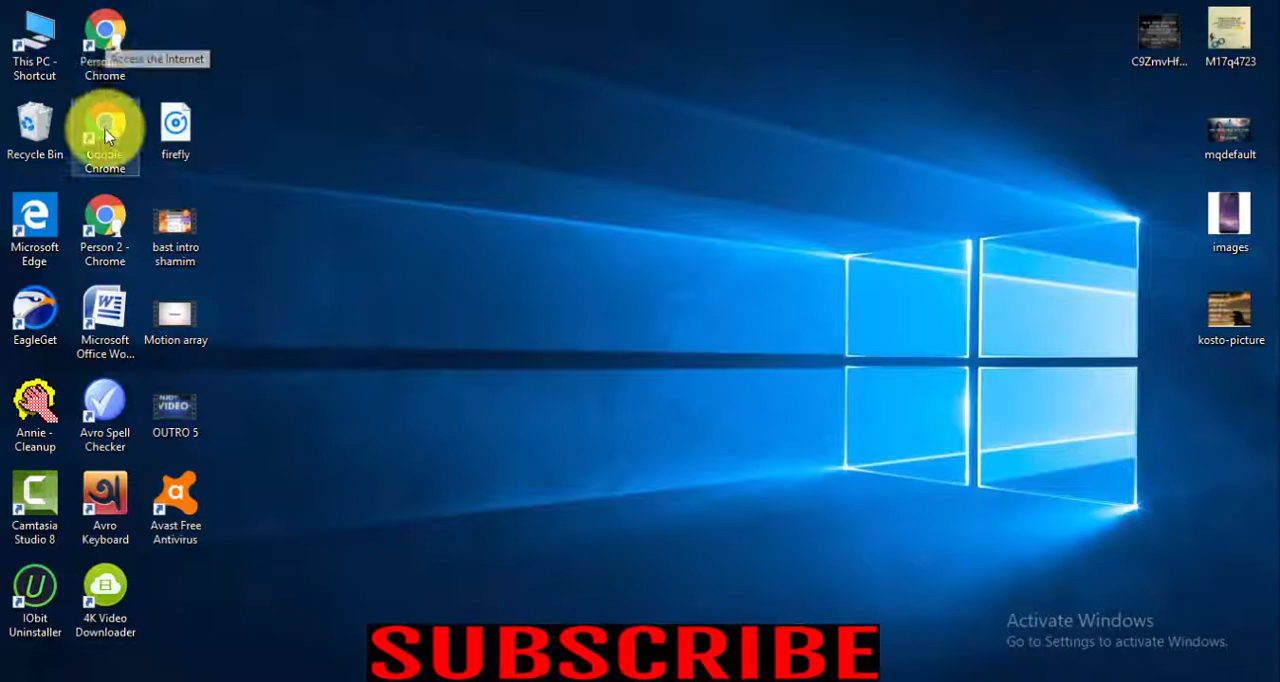 This PC -
Shortcut
Chrome
Access the Internet
Recycle Bin
Google
Chrome
firefly
Microsoft
Edge
Person 2 -
Chrome
bast intro
shamim
EagleGet
Microsoft
Office Wo...
Motion array
Annie -
Cleanup
Avro Spell
Checker
VIDEO
OUTRO 5
Camtasia
Studio 8
Avro
Keyboard
Avast Free
Antivirus
IObit
Uninstaller
4K Video
Downloader
C9ZmvHf...
M17q4723
mqdefault
images
kosto-picture
Activate Windows
Go to Settings to activate Windows.
SUBSCRIBE